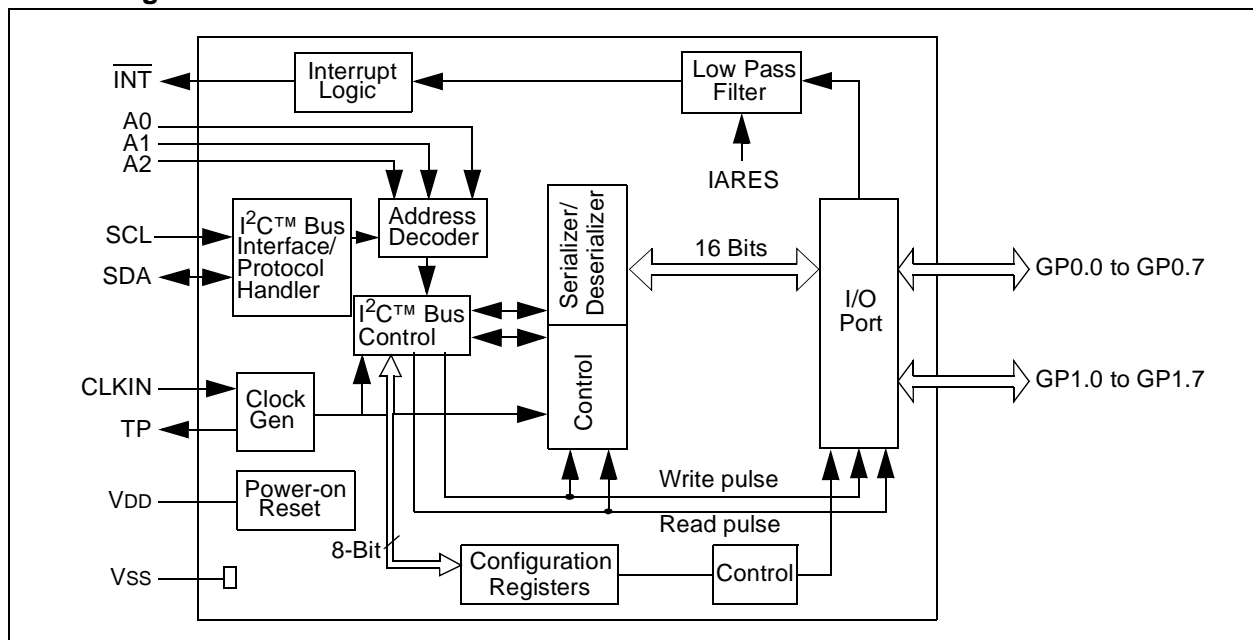 INT
Interrupt
Logic
Low Pass
Filter
A0
A1
A2
IARES
SCL
SDA
I²C™ Bus
Interface/
Protocol
Handler
Address
Decoder
Serializer/
Deserializer
16 Bits
I/O
Port
GP0.0 to GP0.7
I²C™ Bus
Control
Control
GP1.0 to GP1.7
CLKIN
TP
Clock
Gen
VDD
Power-on
Reset
Write pulse
Read pulse
8-Bit
VSS
Configuration
Registers
Control